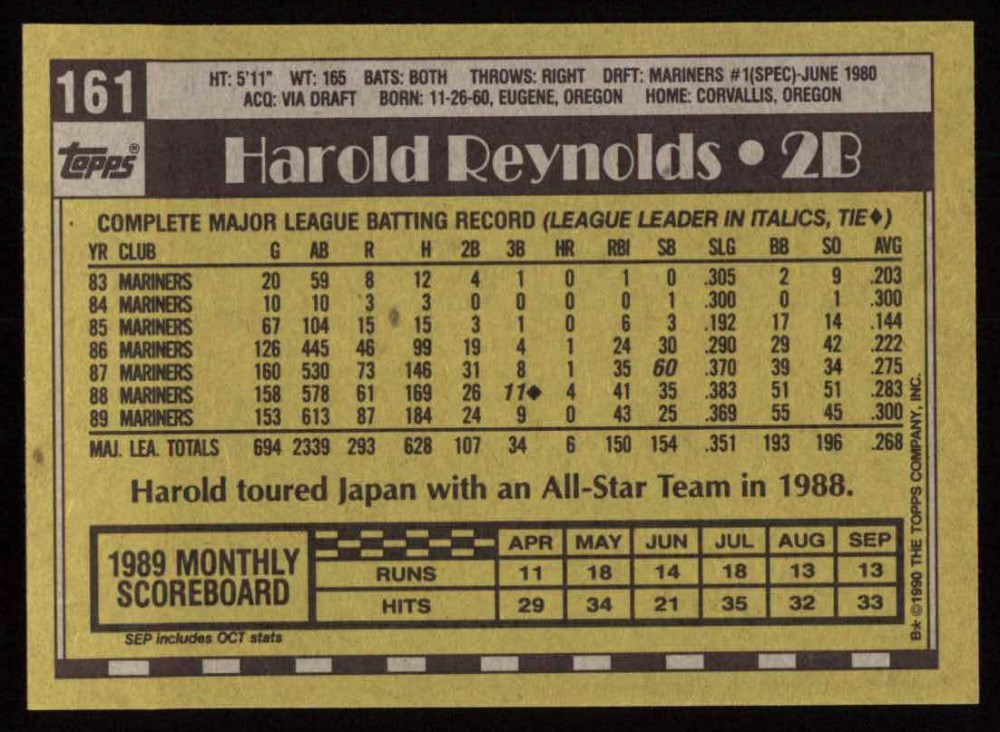 161
HT: 5'11" WT: 165 BATS: BOTH THROWS: RIGHT DRFT: MARINERS #1(SPEC)-JUNE 1980
ACQ: VIA DRAFT BORN: 11-26-60, EUGENE, OREGON HOME: CORVALLIS, OREGON
topps®
Harold Reynolds • 2B
COMPLETE MAJOR LEAGUE BATTING RECORD (LEAGUE LEADER IN ITALICS, TIE♦)
YR CLUB G AB R H 2B 3B HR RBI SB SLG BB SO AVG
83 MARINERS 20 59 8 12 4 1 0 1 0 .305 2 9 .203
84 MARINERS 10 10 3 3 0 0 0 0 1 .300 0 1 .300
85 MARINERS 67 104 15 15 3 1 0 6 3 .192 17 14 .144
86 MARINERS 126 445 46 99 19 4 1 24 30 .290 29 42 .222
87 MARINERS 160 530 73 146 31 8 1 35 60 .370 39 34 .275
88 MARINERS 158 578 61 169 26 11♦ 4 41 35 .383 51 51 .283
89 MARINERS 153 613 87 184 24 9 0 43 25 .369 55 45 .300
MAJ. LEA. TOTALS 694 2339 293 628 107 34 6 150 154 .351 193 196 .268
Harold toured Japan with an All-Star Team in 1988.
1989 MONTHLY
SCOREBOARD
APR MAY JUN JUL AUG SEP
RUNS 11 18 14 18 13 13
HITS 29 34 21 35 32 33
SEP includes OCT stats
B* ©1990 THE TOPPS COMPANY, INC.